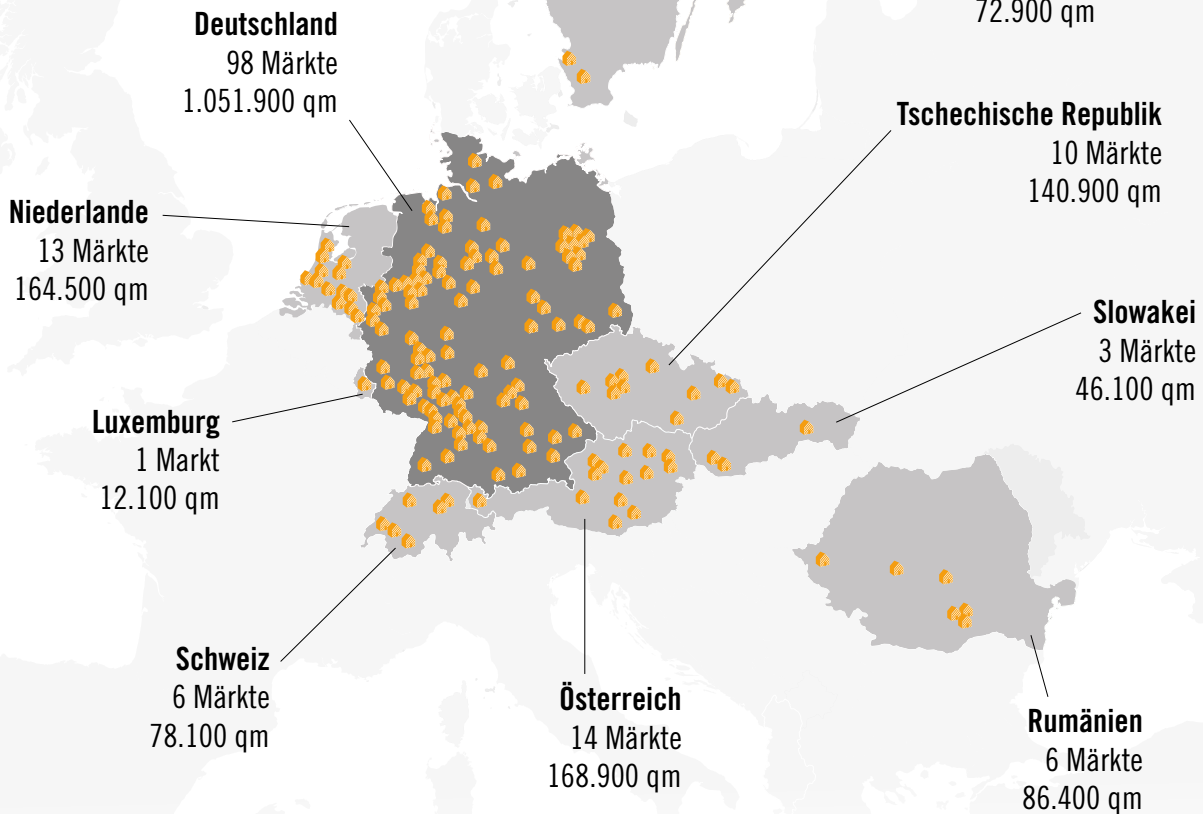 72.900 qm
Deutschland
98 Märkte
1.051.900 qm
Tschechische Republik
10 Märkte
140.900 qm
Niederlande
13 Märkte
164.500 qm
Slowakei
3 Märkte
46.100 qm
Luxemburg
1 Markt
12.100 qm
Schweiz
6 Märkte
78.100 qm
Österreich
14 Märkte
168.900 qm
Rumänien
6 Märkte
86.400 qm